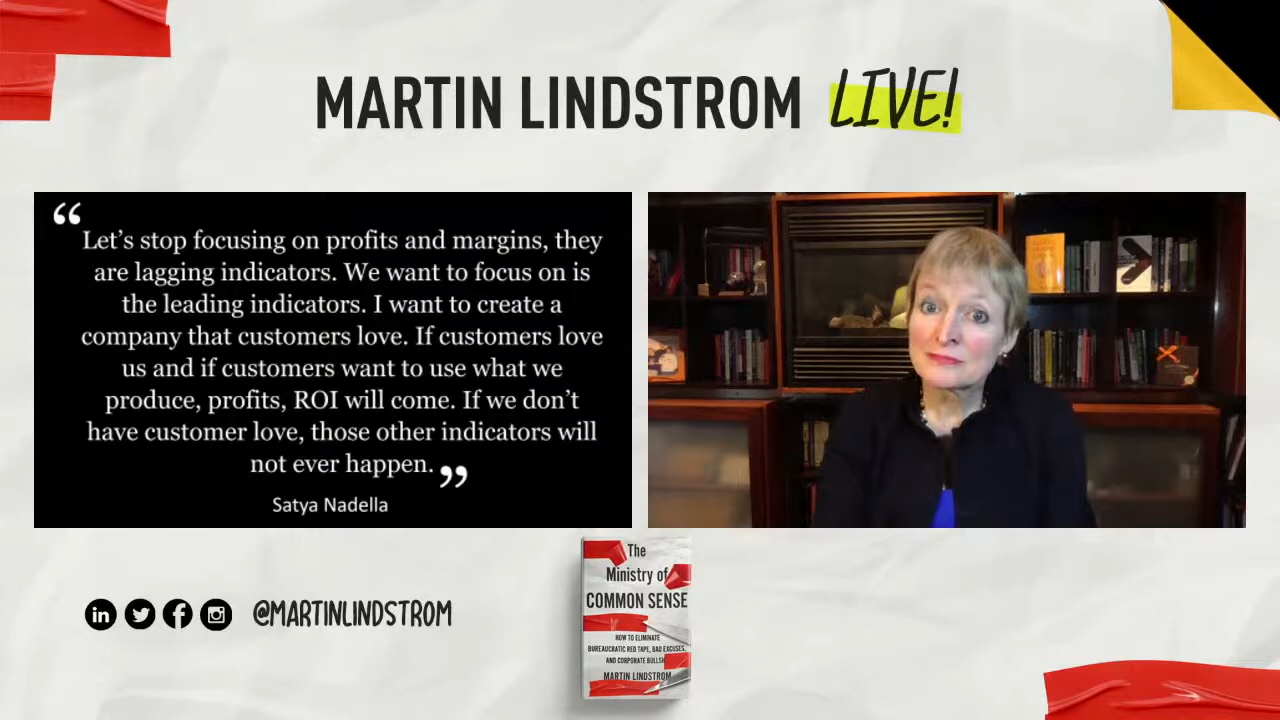 MARTIN LINDSTROM LIVE!
“
Let’s stop focusing on profits and margins, they
are lagging indicators. We want to focus on is
the leading indicators. I want to create a
company that customers love. If customers love
us and if customers want to use what we
produce, profits, ROI will come. If we don’t
have customer love, those other indicators will
not ever happen. ”
Satya Nadella
in
@MARTINLINDSTROM
The
Ministry of
COMMON SENSE
HOW TO ELIMINATE
BUREAUCRATIC RED TAPE, BAD EXCUSES,
AND CORPORATE
MARTIN LINDSTROM